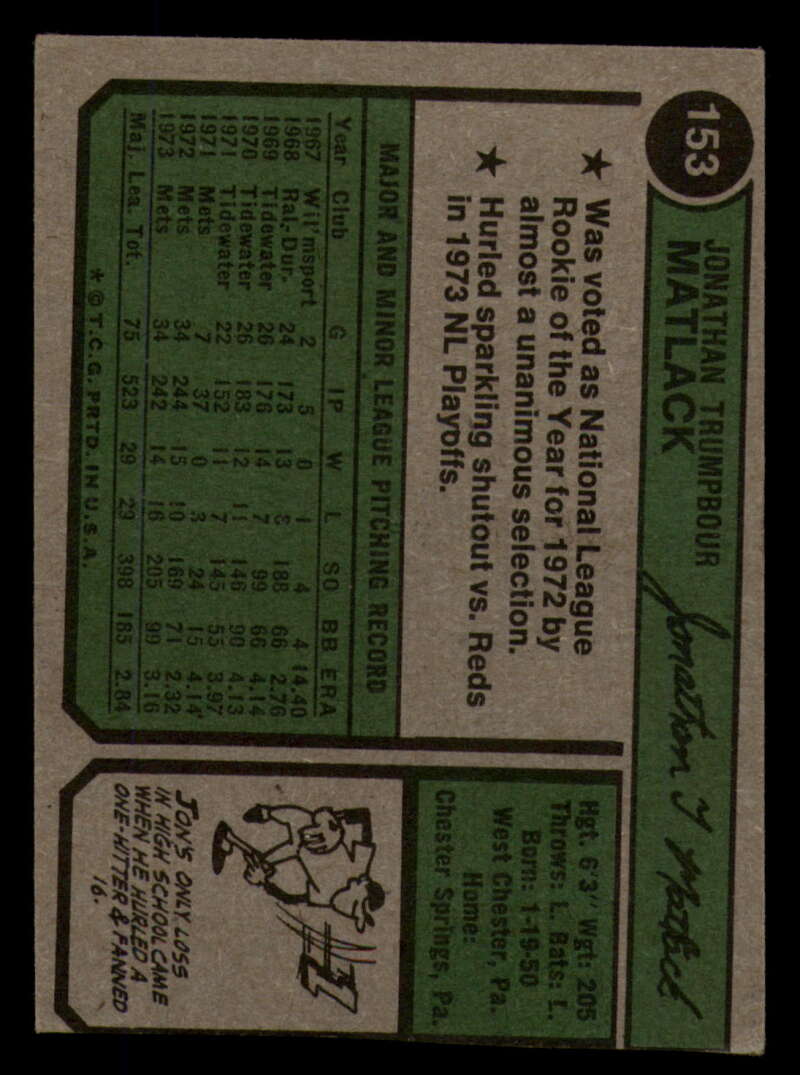 153
JONATHAN TRUMPBOUR
MATLACK
Jonathan T Matlack
★ Was voted as National League
Rookie of the Year for 1972 by
almost a unanimous selection.
★ Hurled sparkling shutout vs. Reds
in 1973 NL Playoffs.
Hgt. 6'3" Wgt: 205
Throws: L. Bats: L.
Born: 1-19-50
West Chester, Pa.
Home:
Chester Springs, Pa.
MAJOR AND MINOR LEAGUE PITCHING RECORD
Year Club G IP W L SO BB ERA
1967 Wil'msport 2 5 0 1 4 4 14.40
1968 Ral.-Dur. 24 173 13 6 188 66 2.76
1969 Tidewater 26 176 14 7 99 66 4.14
1970 Tidewater 26 183 12 11 146 90 4.13
1971 Tidewater 22 152 11 7 145 55 3.97
1971 Mets 7 37 0 3 24 15 4.14
1972 Mets 34 244 15 10 169 71 2.32
1973 Mets 34 242 14 16 205 99 3.16
Maj. Lea. Tot. 75 523 29 29 398 185 2.84
* © T.C.G. PRTD. IN U.S.A.
JON'S ONLY LOSS
IN HIGH SCHOOL CAME
WHEN HE HURLED A
ONE-HITTER & FANNED
16.